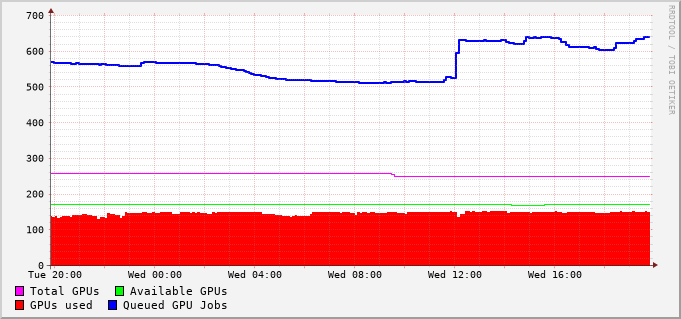 700
600
500
400
300
200
100
0
Tue 20:00 Wed 00:00 Wed 04:00 Wed 08:00 Wed 12:00 Wed 16:00
Total GPUs Available GPUs
GPUs used Queued GPU Jobs
RRDTOOL / TOBI OETIKER